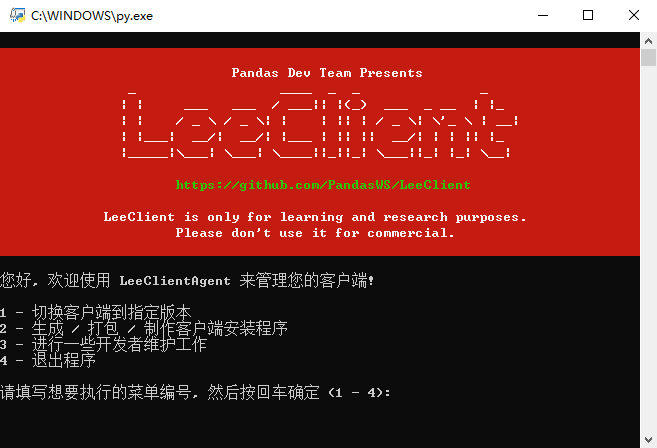 C:\WINDOWS\py.exe
Pandas Dev Team Presents
LeeClient
https://github.com/PandasWS/LeeClient
LeeClient is only for learning and research purposes.
Please don't use it for commercial.
您好, 欢迎使用 LeeClientAgent 来管理您的客户端!
1 - 切换客户端到指定版本
2 - 生成 / 打包 / 制作客户端安装程序
3 - 进行一些开发者维护工作
4 - 退出程序
请填写想要执行的菜单编号, 然后按回车确定 (1 - 4):